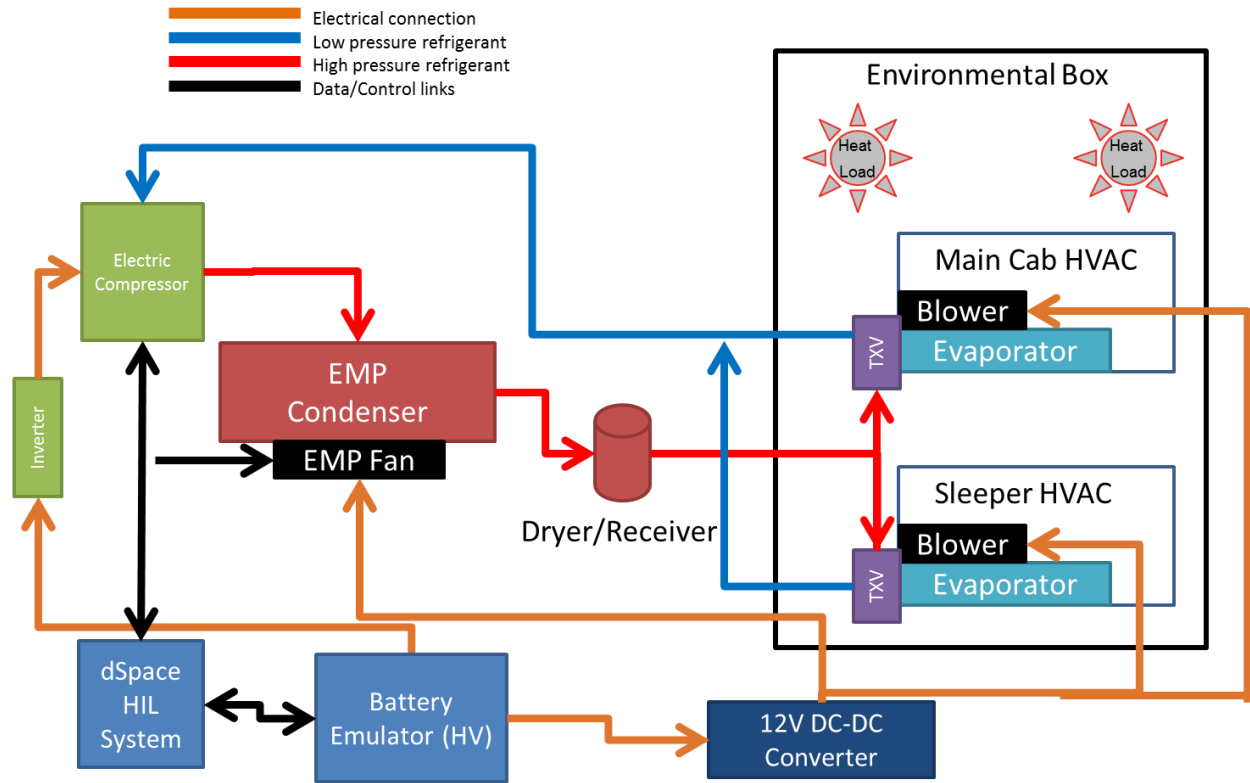 Electrical connection
Low pressure refrigerant
High pressure refrigerant
Data/Control links
Environmental Box
Heat
Load
Heat
Load
Electric
Compressor
Main Cab HVAC
Blower
TXV
Evaporator
EMP
Condenser
EMP Fan
Inverter
Dryer/Receiver
Sleeper HVAC
Blower
TXV
Evaporator
dSpace
HIL
System
Battery
Emulator (HV)
12V DC-DC
Converter